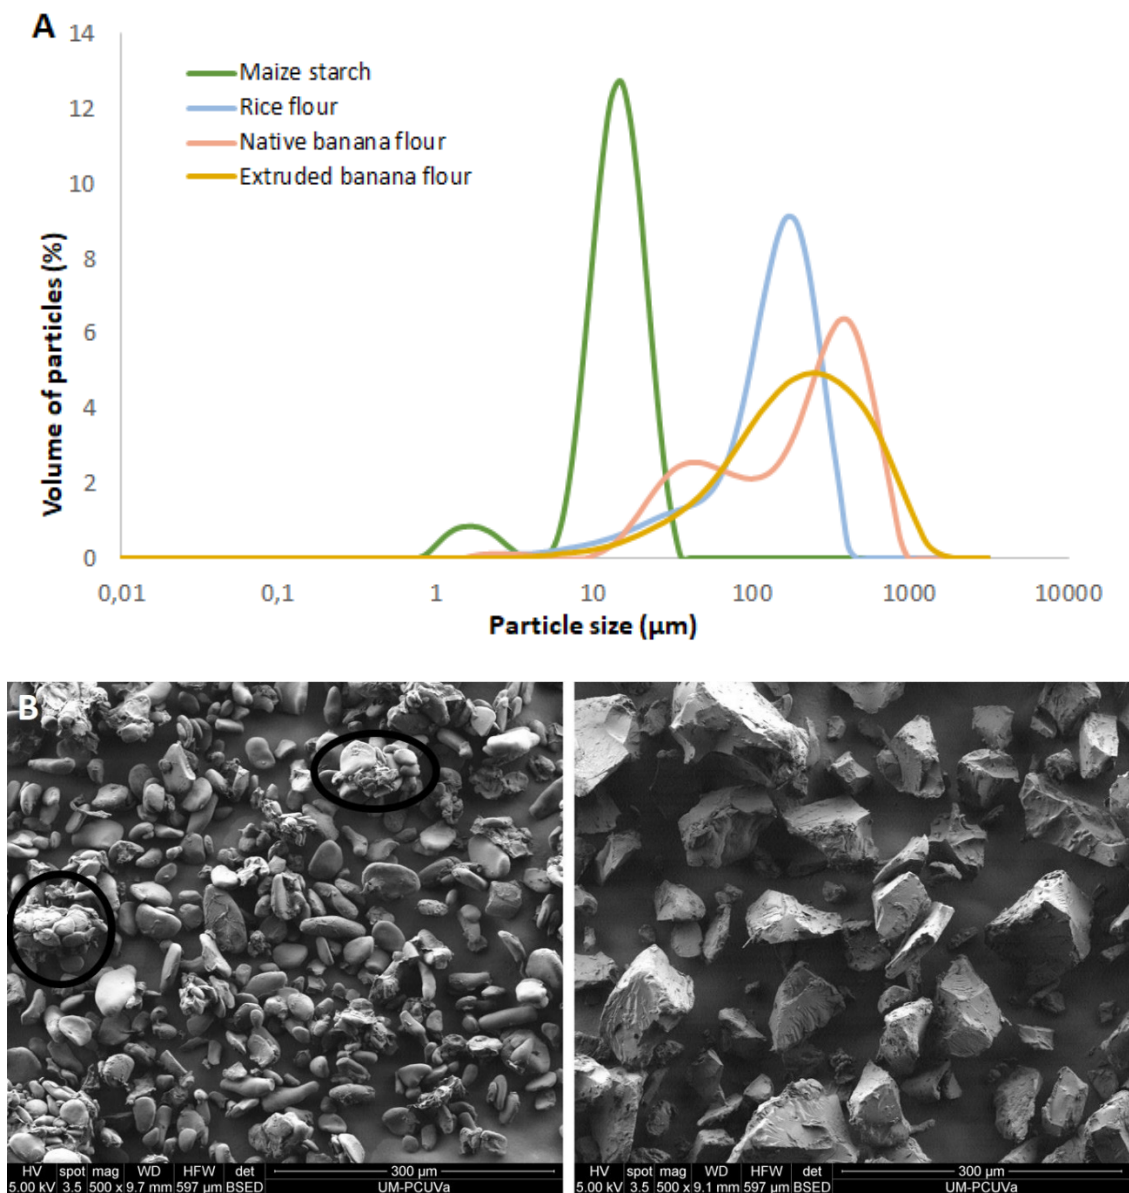 A
14
12
10
8
6
4
2
0
Volume of particles (%)
Maize starch
Rice flour
Native banana flour
Extruded banana flour
0,01 0,1 1 10 100 1000 10000
Particle size (µm)
B
HV spot mag WD HFW det 300 µm
5.00 kV 3.5 500 x 9.7 mm 597 µm BSED UM-PCUVa
HV spot mag WD HFW det 300 µm
5.00 kV 3.5 500 x 9.1 mm 597 µm BSED UM-PCUVa